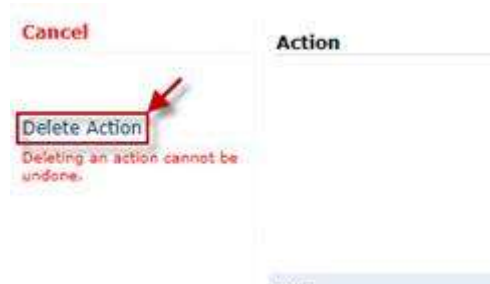 Cancel
Action
Delete Action
Deleting an action cannot be
undone.